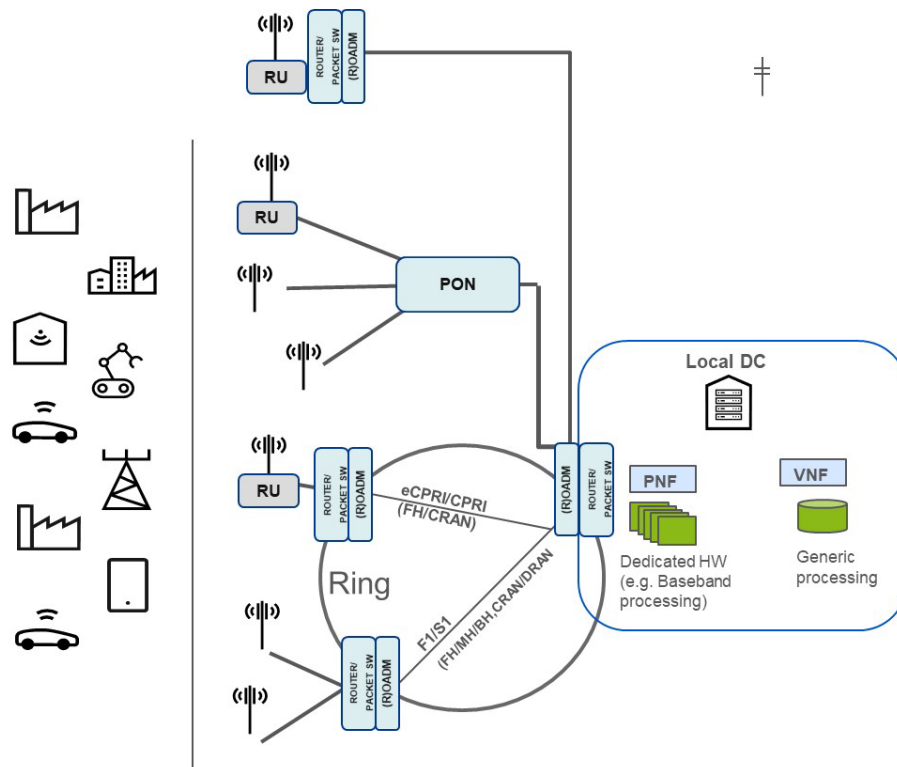 RU
ROUTER/
PACKET SW
(R)OADM
RU
PON
Local DC
RU
ROUTER/
PACKET SW
(R)OADM
eCPRI/CPRI
(FH/CRAN)
(R)OADM
ROUTER/
PACKET SW
PNF
VNF
Dedicated HW
(e.g. Baseband
processing)
Generic
processing
Ring
F1/S1
(FH/MH/BH,CRAN/DRAN)
ROUTER/
PACKET SW
(R)OADM